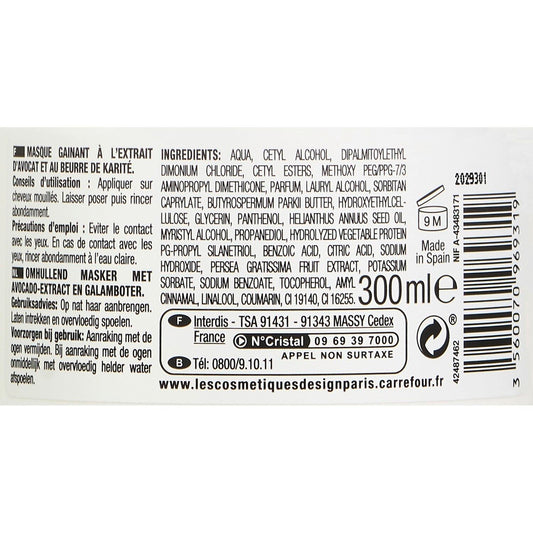 F MASQUE GAINANT À L'EXTRAIT
D'AVOCAT ET AU BEURRE DE KARITÉ.
Conseils d'utilisation : Appliquer sur
cheveux mouillés. Laisser poser puis rincer
abondamment.
Précautions d'emploi : Eviter le contact
avec les yeux. En cas de contact avec les
yeux, rincer abondamment à l'eau claire.
NL OMHULLEND MASKER MET
AVOCADO-EXTRACT EN GALAMBOTER.
Gebruiksadvies: Op nat haar aanbrengen.
Laten intrekken en overvloedig spoelen.
Voorzorgen bij gebruik: Aanraking met de
ogen vermijden. Bij aanraking met de ogen
onmiddellijk met overvloedig helder water
afspoelen.
INGREDIENTS: AQUA, CETYL ALCOHOL, DIPALMITOYLETHYL
DIMONIUM CHLORIDE, CETYL ESTERS, METHOXY PEG/PPG-7/3
AMINOPROPYL DIMETHICONE, PARFUM, LAURYL ALCOHOL, SORBITAN
CAPRYLATE, BUTYROSPERMUM PARKII BUTTER, HYDROXYETHYLCEL-
LULOSE, GLYCERIN, PANTHENOL, HELIANTHUS ANNUUS SEED OIL,
MYRISTYL ALCOHOL, PROPANEDIOL, HYDROLYZED VEGETABLE PROTEIN
PG-PROPYL SILANETRIOL, BENZOIC ACID, CITRIC ACID, SODIUM
HYDROXIDE, PERSEA GRATISSIMA FRUIT EXTRACT, POTASSIUM
SORBATE, SODIUM BENZOATE, TOCOPHEROL, AMYL
CINNAMAL, LINALOOL, COUMARIN, CI 19140, CI 16255.
300 ml e
F Interdis - TSA 91431 - 91343 MASSY Cedex
France N°Cristal 09 69 39 7000
APPEL NON SURTAXE
B Tél: 0800/9.10.11
www.lescosmetiquesdesignparis.carrefour.fr
2029301
9 M
Made
in Spain
NIF A-43483171
42487462
3 560070 969319